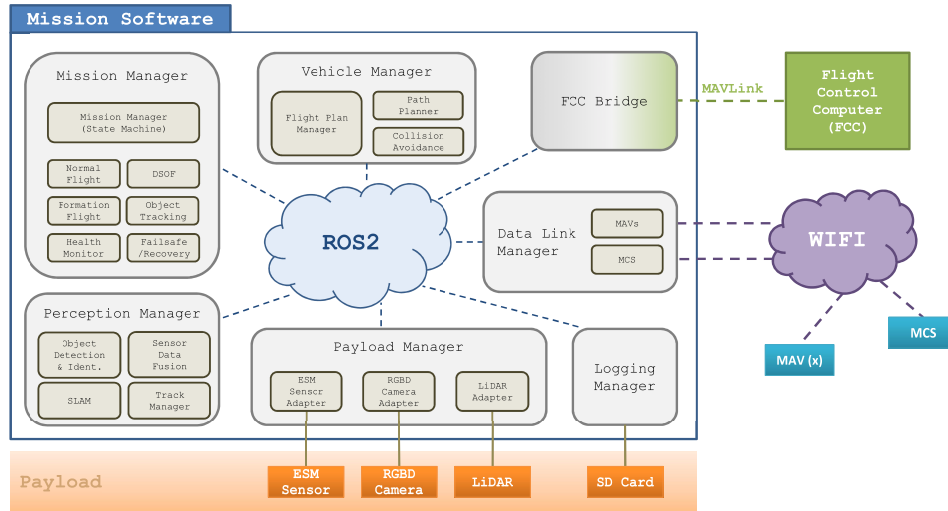 Mission Software
Mission Manager
Mission Manager
(State Machine)
Normal
Flight
DSOF
Formation
Flight
Object
Tracking
Health
Monitor
Failsafe
/Recovery
Vehicle Manager
Flight Plan
Manager
Path
Planner
Collision
Avoidance
FCC Bridge
MAVLink
Flight
Control
Computer
(FCC)
ROS2
Data Link
Manager
MAVs
MCS
WIFI
MAV (x)
MCS
Perception Manager
Object
Detection
& Ident.
Sensor
Data
Fusion
SLAM
Track
Manager
Payload Manager
ESM
Sensor
Adapter
RGBD
Camera
Adapter
LiDAR
Adapter
Logging
Manager
Payload
ESM
Sensor
RGBD
Camera
LiDAR
SD Card